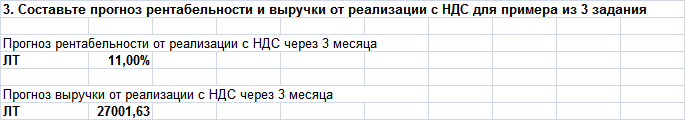 3. Составьте прогноз рентабельности и выручки от реализации с НДС для примера из 3 задания
Прогноз рентабельности от реализации с НДС через 3 месяца
ЛТ 11,00%
Прогноз выручки от реализации с НДС через 3 месяца
ЛТ 27001,63